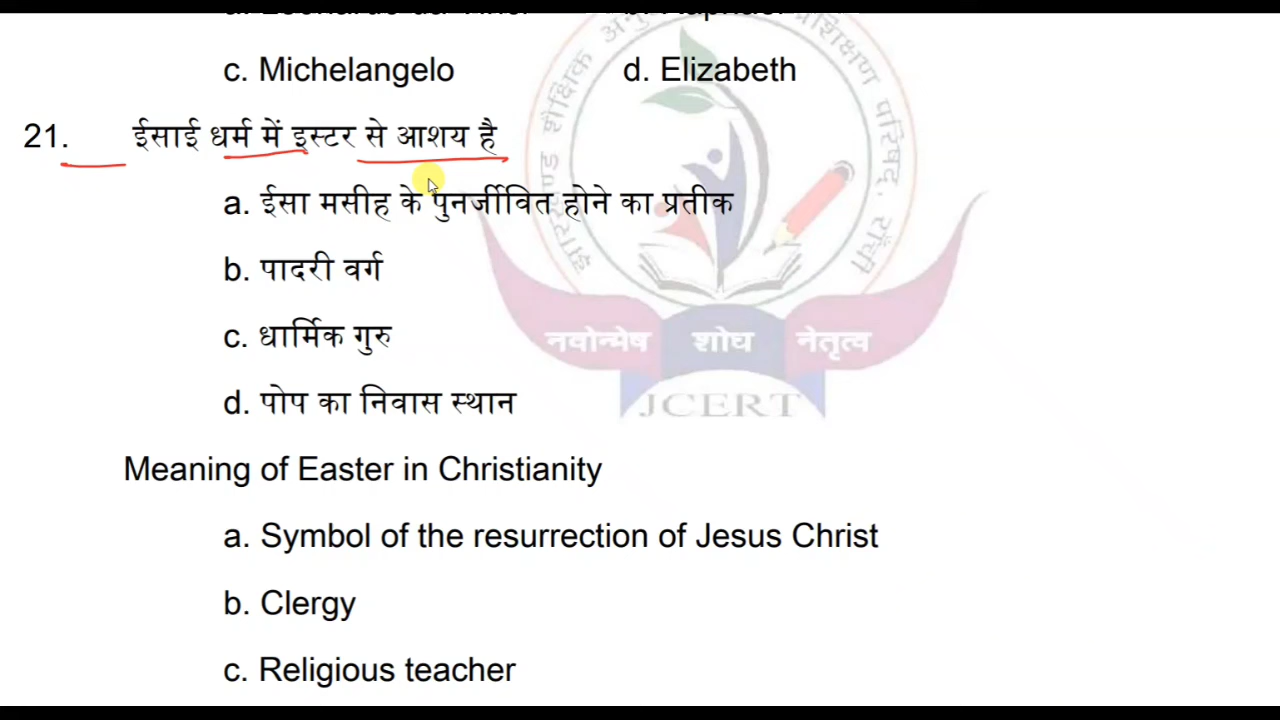 c. Michelangelo d. Elizabeth
21. ईसाई धर्म में इस्टर से आशय है
a. ईसा मसीह के पुनर्जीवित होने का प्रतीक
b. पादरी वर्ग
c. धार्मिक गुरु
d. पोप का निवास स्थान
Meaning of Easter in Christianity
a. Symbol of the resurrection of Jesus Christ
b. Clergy
c. Religious teacher
नवोन्मेष शोध नेतृत्व
JCERT